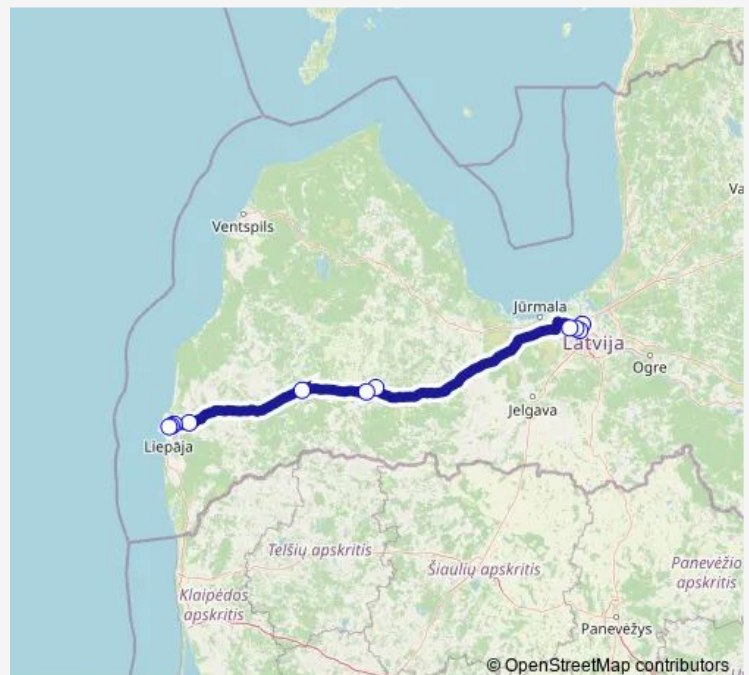 Ventspils
Va
Jūrmala
Latvija
Ogre
Jelgava
Liepāja
Telšių apskritis
Šiaulių apskritis
Panevėžio
apskritis
Klaipėdos
apskritis
Panevėžys
© OpenStreetMap contributors